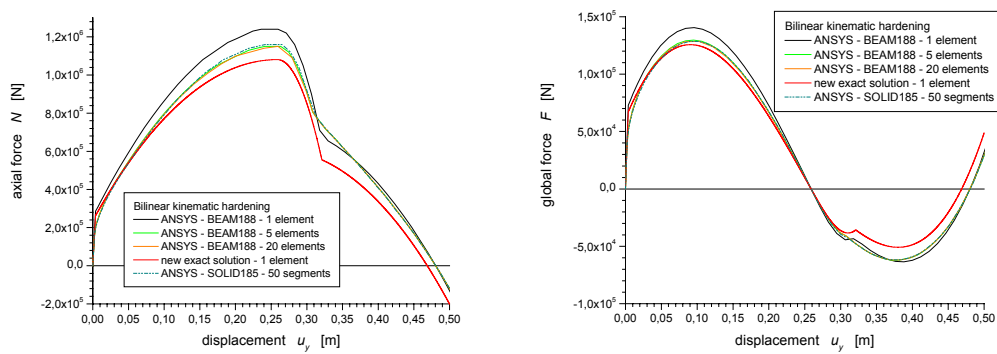 1,2x10⁶
1,0x10⁶
8,0x10⁵
6,0x10⁵
4,0x10⁵
2,0x10⁵
0,0
-2,0x10⁵
axial force N [N]
Bilinear kinematic hardening
ANSYS - BEAM188 - 1 element
ANSYS - BEAM188 - 5 elements
ANSYS - BEAM188 - 20 elements
new exact solution - 1 element
ANSYS - SOLID185 - 50 segments
0,00 0,05 0,10 0,15 0,20 0,25 0,30 0,35 0,40 0,45 0,50
displacement u_y [m]
1,5x10⁵
1,0x10⁵
5,0x10⁴
0,0
-5,0x10⁴
-1,0x10⁵
global force F [N]
Bilinear kinematic hardening
ANSYS - BEAM188 - 1 element
ANSYS - BEAM188 - 5 elements
ANSYS - BEAM188 - 20 elements
new exact solution - 1 element
ANSYS - SOLID185 - 50 segments
0,00 0,05 0,10 0,15 0,20 0,25 0,30 0,35 0,40 0,45 0,50
displacement u_y [m]